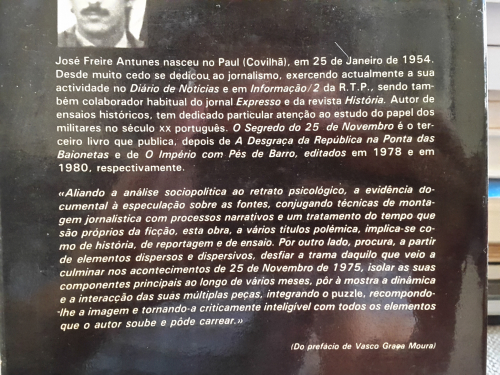 José Freire Antunes nasceu no Paul (Covilhã), em 25 de Janeiro de 1954.
Desde muito cedo se dedicou ao jornalismo, exercendo actualmente a sua
actividade no Diário de Notícias e em Informação/2 da R.T.P., sendo tam-
bém colaborador habitual do jornal Expresso e da revista História. Autor de
ensaios históricos, tem dedicado particular atenção ao estudo do papel dos
militares no século XX português. O Segredo do 25 de Novembro é o ter-
ceiro livro que publica, depois de A Desgraça da República na Ponta das
Baionetas e de O Império com Pés de Barro, editados em 1978 e em
1980, respectivamente.
«Aliando a análise sociopolítica ao retrato psicológico, a evidência do-
cumental à especulação sobre as fontes, conjugando técnicas de monta-
gem jornalística com processos narrativos e um tratamento do tempo que
são próprios da ficção, esta obra, a vários títulos polémica, implica-se co-
mo de história, de reportagem e de ensaio. Por outro lado, procura, a partir
de elementos dispersos e dispersivos, desfiar a trama daquilo que veio a
culminar nos acontecimentos de 25 de Novembro de 1975, isolar as suas
componentes principais ao longo de vários meses, pôr à mostra a dinâmica
e a interacção das suas múltiplas peças, integrando o puzzle, recompondo-
-lhe a imagem e tornando-a criticamente inteligível com todos os elementos
que o autor soube e pôde carrear.»
(Do prefácio de Vasco Graça Moura)